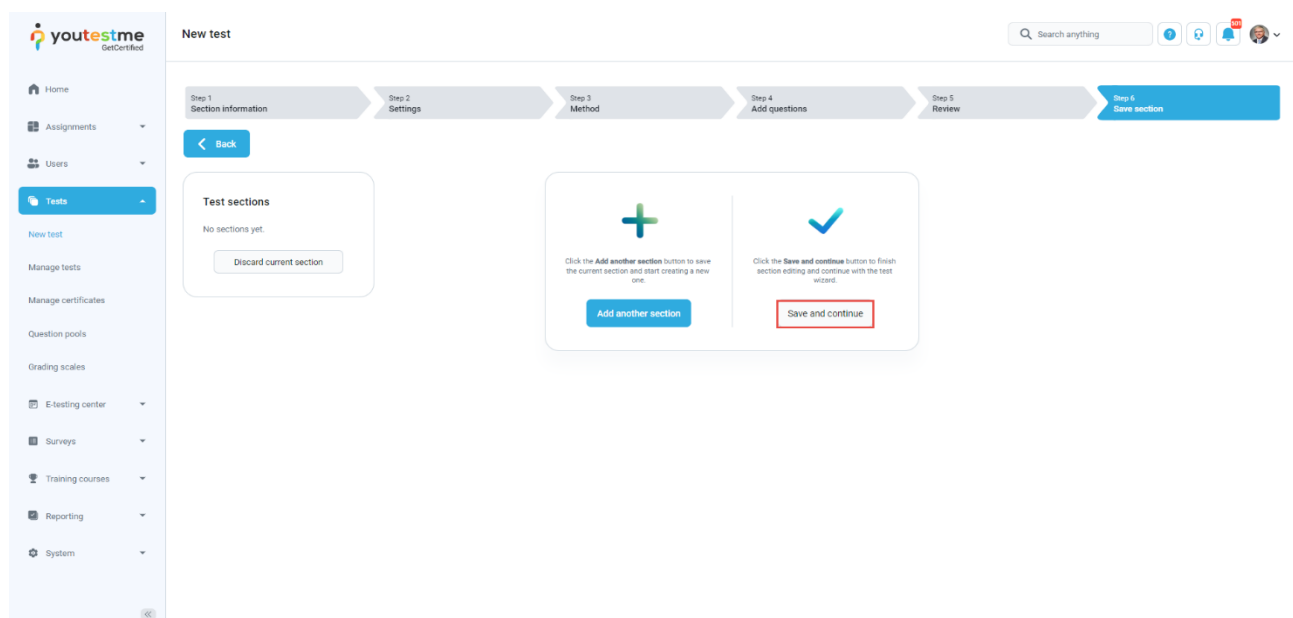 youtestme
GetCertified
New test
Search anything
?
501
Home
Assignments
Users
Tests
New test
Manage tests
Manage certificates
Question pools
Grading scales
E-testing center
Surveys
Training courses
Reporting
System
Step 1
Section information
Step 2
Settings
Step 3
Method
Step 4
Add questions
Step 5
Review
Step 6
Save section
Back
Test sections
No sections yet.
Discard current section
Click the Add another section button to save
the current section and start creating a new
one.
Add another section
Click the Save and continue button to finish
section editing and continue with the test
wizard.
Save and continue